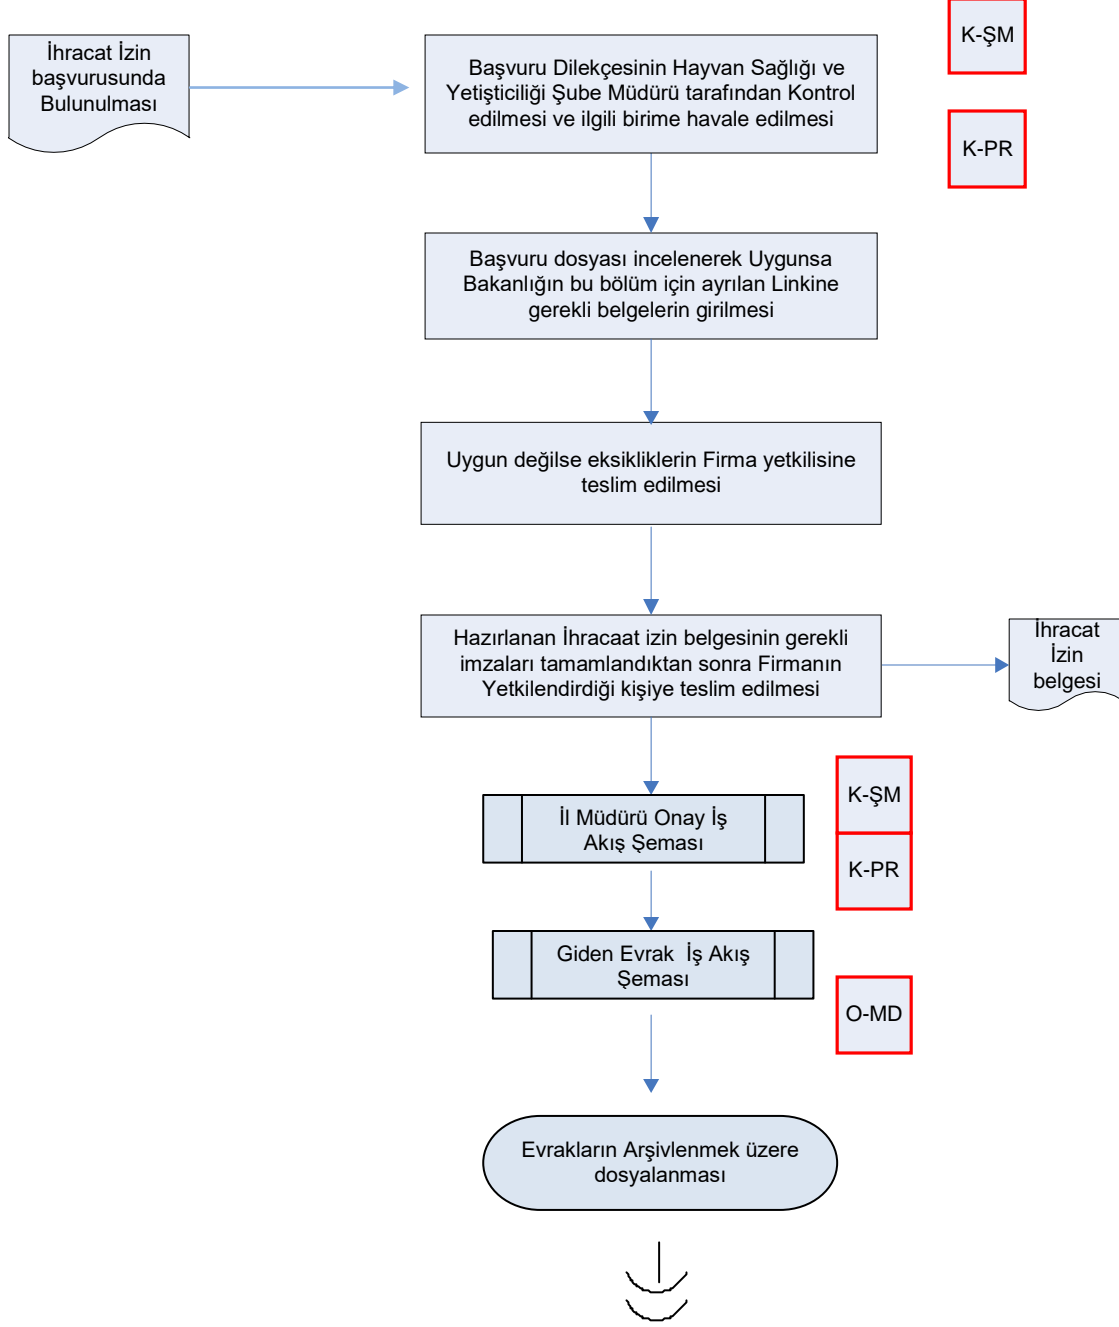 İhracat İzin
başvurusunda
Bulunulması
Başvuru Dilekçesinin Hayvan Sağlığı ve
Yetişticiliği Şube Müdürü tarafından Kontrol
edilmesi ve ilgili birime havale edilmesi
K-ŞM
K-PR
Başvuru dosyası incelenerek Uygunsa
Bakanlığın bu bölüm için ayrılan Linkine
gerekli belgelerin girilmesi
Uygun değilse eksikliklerin Firma yetkilisine
teslim edilmesi
Hazırlanan İhracaat izin belgesinin gerekli
imzaları tamamlandıktan sonra Firmanın
Yetkilendirdiği kişiye teslim edilmesi
İhracat
İzin
belgesi
İl Müdürü Onay İş
Akış Şeması
K-ŞM
K-PR
Giden Evrak  İş Akış
Şeması
O-MD
Evrakların Arşivlenmek üzere
dosyalanması